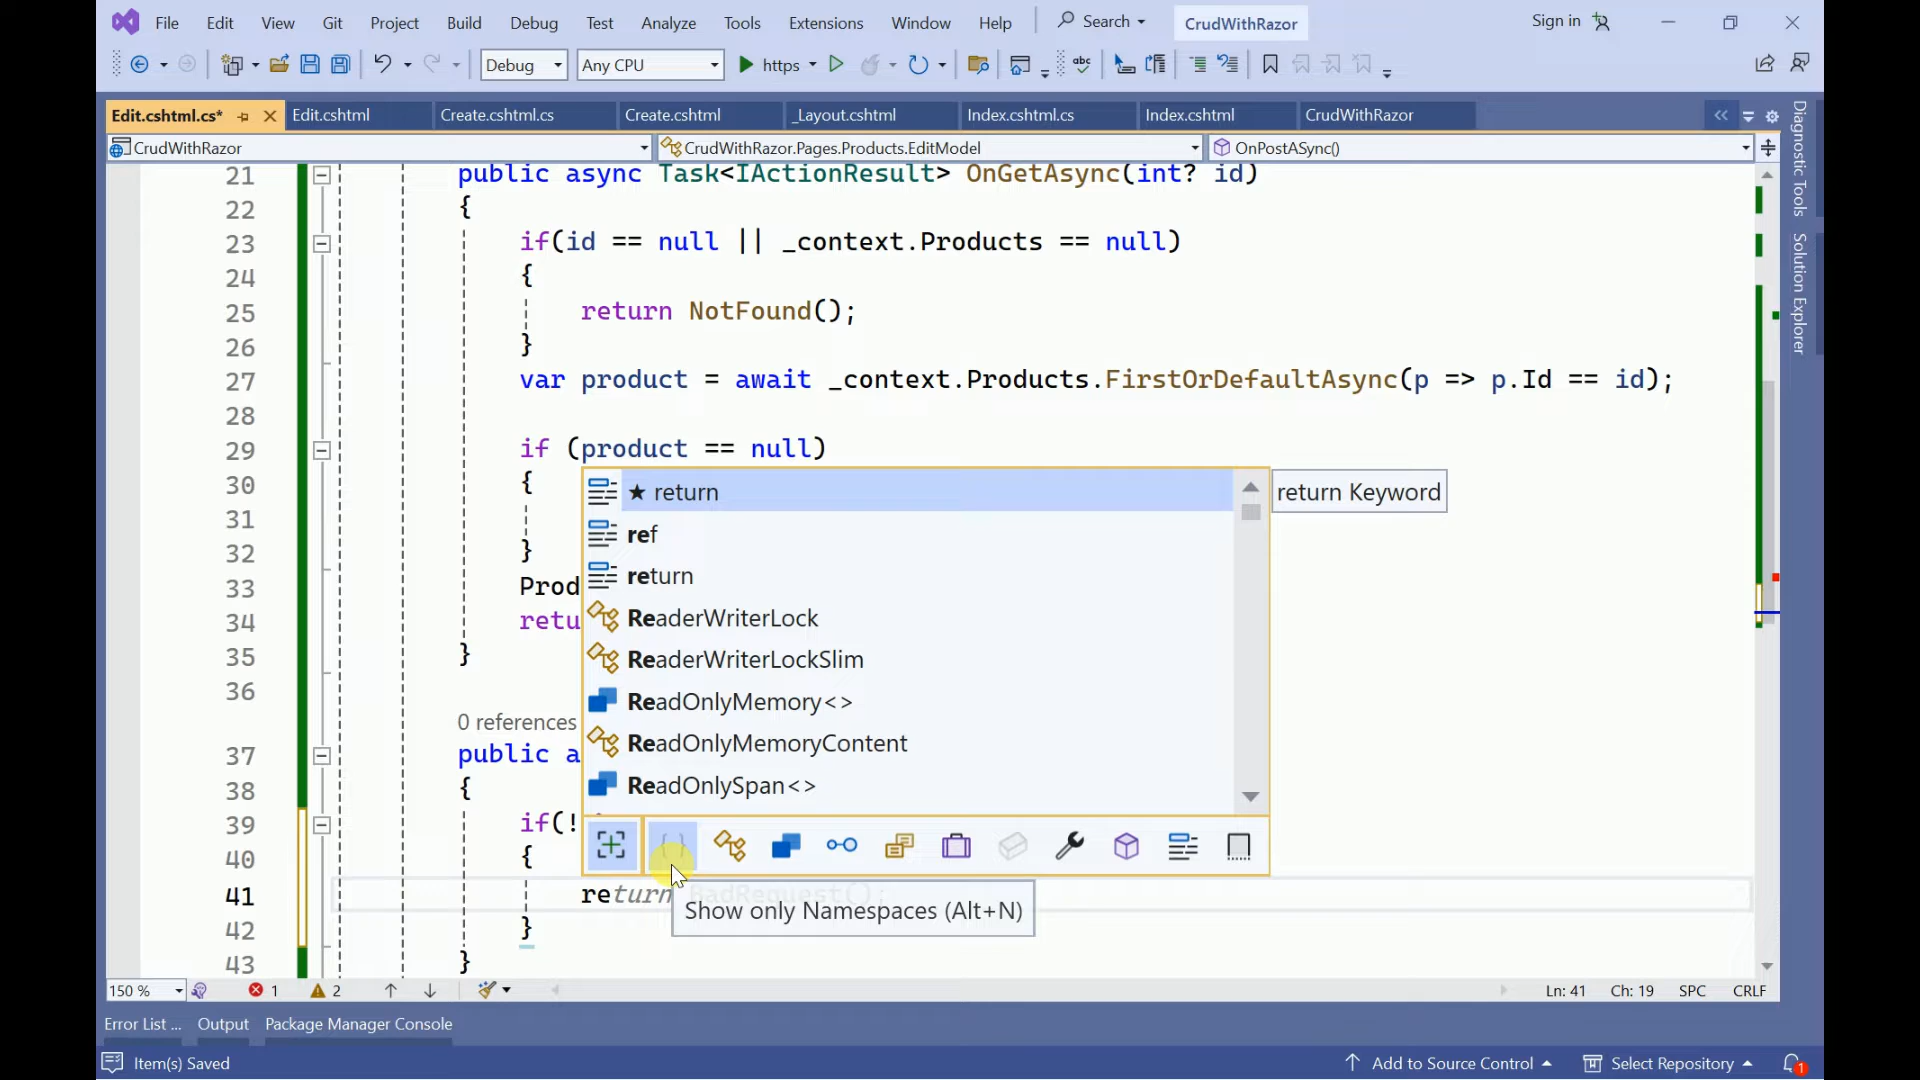 File Edit View Git Project Build Debug Test Analyze Tools Extensions Window Help Search CrudWithRazor Sign in
Debug Any CPU https
Edit.cshtml.cs* Edit.cshtml Create.cshtml.cs Create.cshtml _Layout.cshtml Index.cshtml.cs Index.cshtml CrudWithRazor
CrudWithRazor CrudWithRazor.Pages.Products.EditModel OnPostASync()
21 public async Task<IActionResult> OnGetAsync(int? id)
22 {
23 if(id == null || _context.Products == null)
24 {
25 return NotFound();
26 }
27 var product = await _context.Products.FirstOrDefaultAsync(p => p.Id == id);
28
29 if (product == null)
30 {
31
32 }
33 Prod
34 retu
35 }
36
0 references
37 public a
38 {
39 if(!
40 {
41 return BadRequest();
42 }
43 }
★ return
ref
return
ReaderWriterLock
ReaderWriterLockSlim
ReadOnlyMemory<>
ReadOnlyMemoryContent
ReadOnlySpan<>
return Keyword
Show only Namespaces (Alt+N)
150 % 1 2 Ln: 41 Ch: 19 SPC CRLF
Error List ... Output Package Manager Console
Item(s) Saved Add to Source Control Select Repository 1
Diagnostic Tools
Solution Explorer